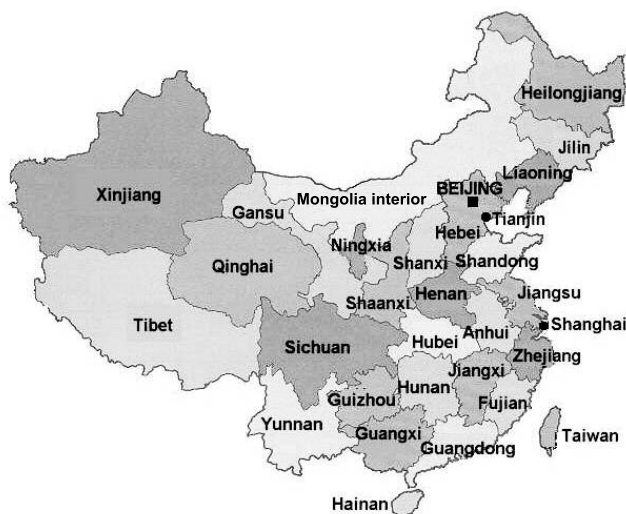 Heilongjiang
Jilin
Liaoning
BEIJING
Xinjiang
Mongolia interior
Gansu
Tianjin
Hebei
Ningxia
Shanxi
Shandong
Qinghai
Shaanxi
Henan
Jiangsu
Tibet
Shanghai
Anhui
Hubei
Sichuan
Zhejiang
Jiangxi
Hunan
Guizhou
Fujian
Yunnan
Guangxi
Taiwan
Guangdong
Hainan